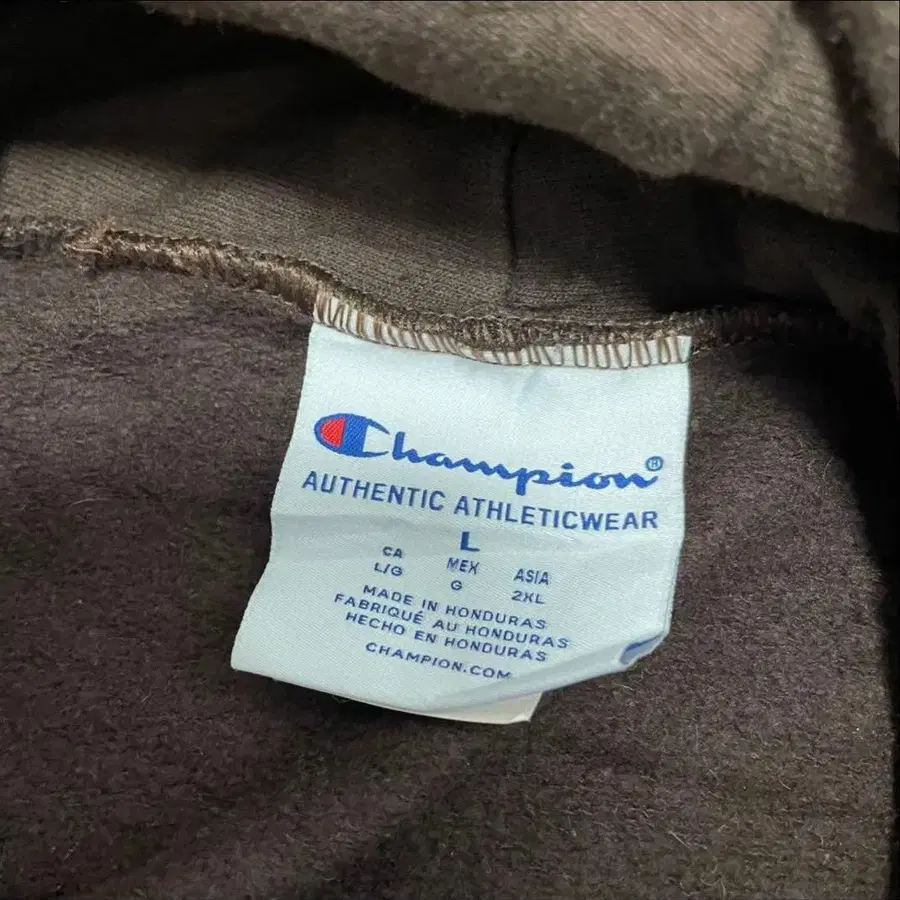 Champion®
AUTHENTIC ATHLETICWEAR
L
CA MEX ASIA
L/G G 2XL
MADE IN HONDURAS
FABRIQUÉ AU HONDURAS
HECHO EN HONDURAS
CHAMPION.COM